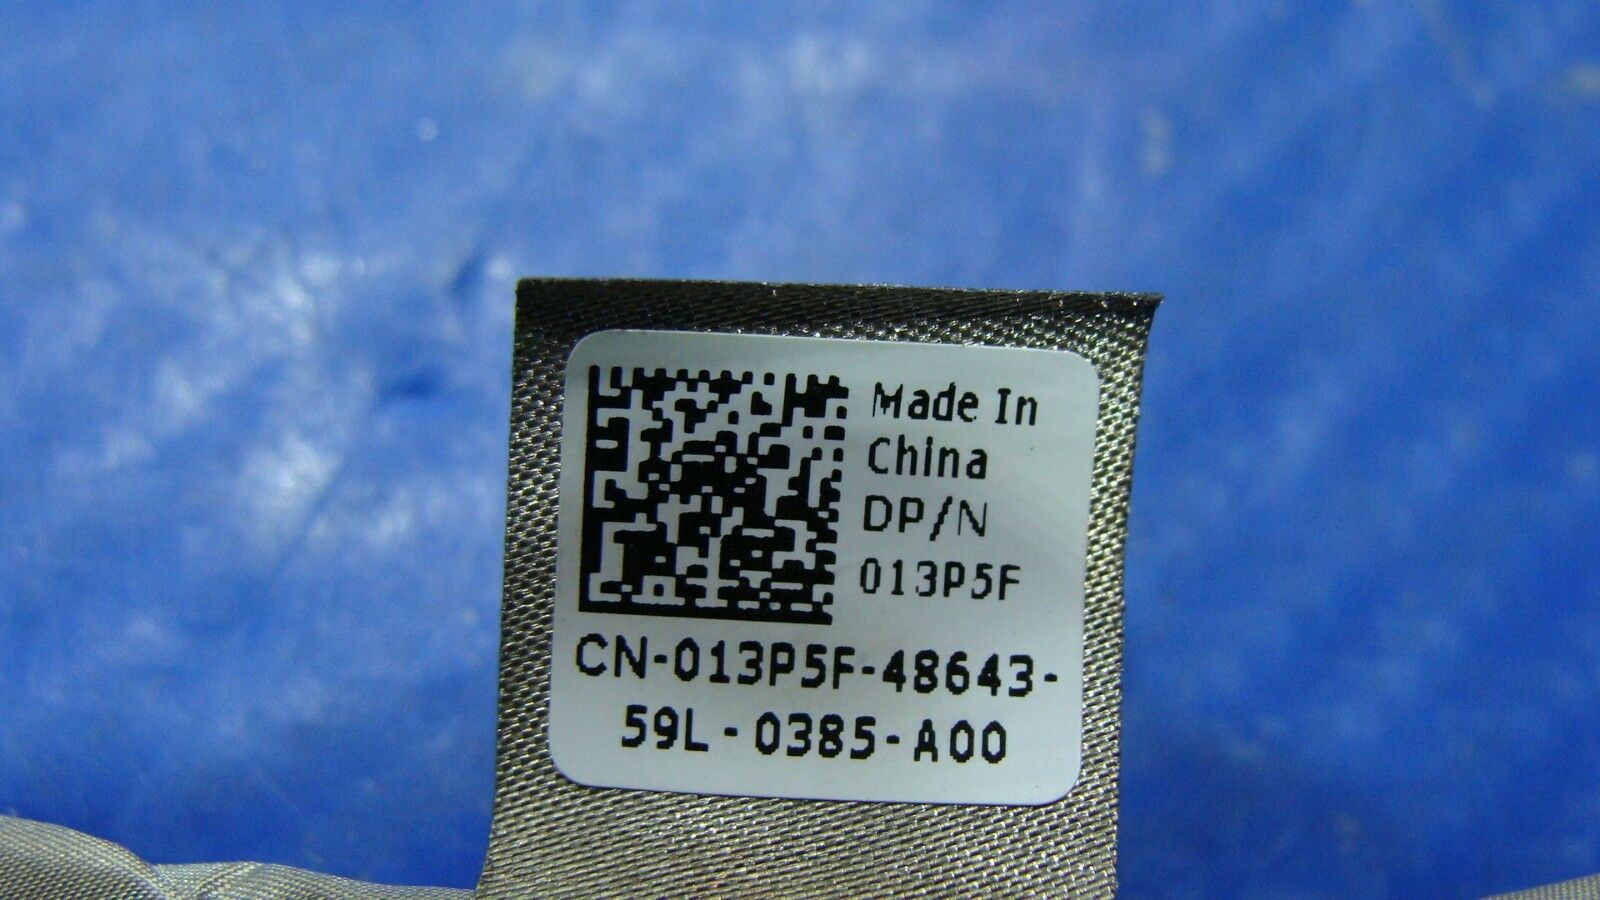 Made In
China
DP/N
013P5F
CN-013P5F-48643-
59L-0385-A00